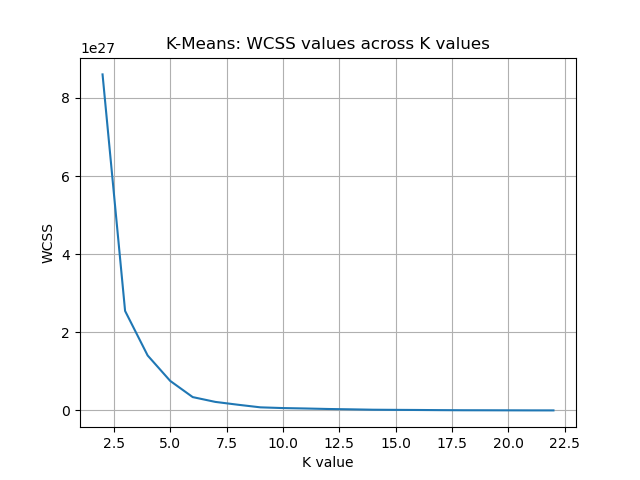 K-Means: WCSS values across K values
1e27
8
6
4
2
0
WCSS
2.5 5.0 7.5 10.0 12.5 15.0 17.5 20.0 22.5
K value